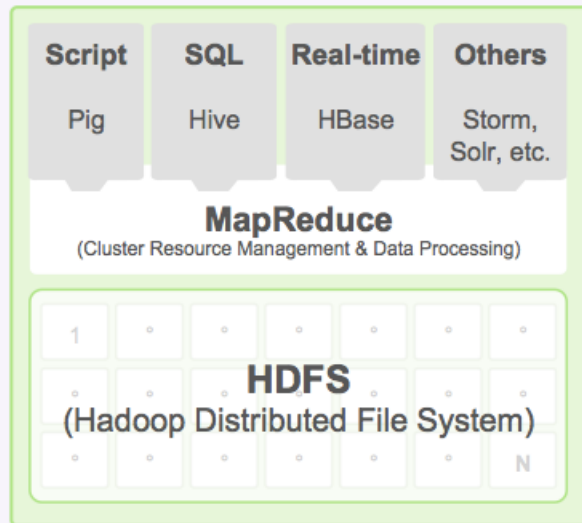 Script
Pig
SQL
Hive
Real-time
HBase
Others
Storm,
Solr, etc.
MapReduce
(Cluster Resource Management & Data Processing)
1
HDFS
(Hadoop Distributed File System)
N